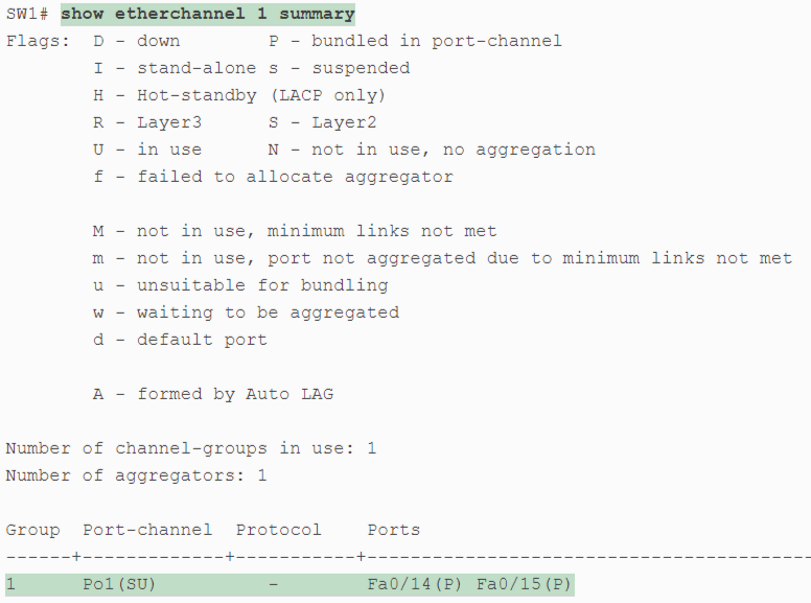 SW1# show etherchannel 1 summary
Flags:  D - down        P - bundled in port-channel
        I - stand-alone s - suspended
        H - Hot-standby (LACP only)
        R - Layer3      S - Layer2
        U - in use      N - not in use, no aggregation
        f - failed to allocate aggregator

        M - not in use, minimum links not met
        m - not in use, port not aggregated due to minimum links not met
        u - unsuitable for bundling
        w - waiting to be aggregated
        d - default port

        A - formed by Auto LAG

Number of channel-groups in use: 1
Number of aggregators: 1

Group  Port-channel  Protocol    Ports
------+-------------+-----------+-----------------------------------------
1      Po1(SU)          -        Fa0/14(P) Fa0/15(P)